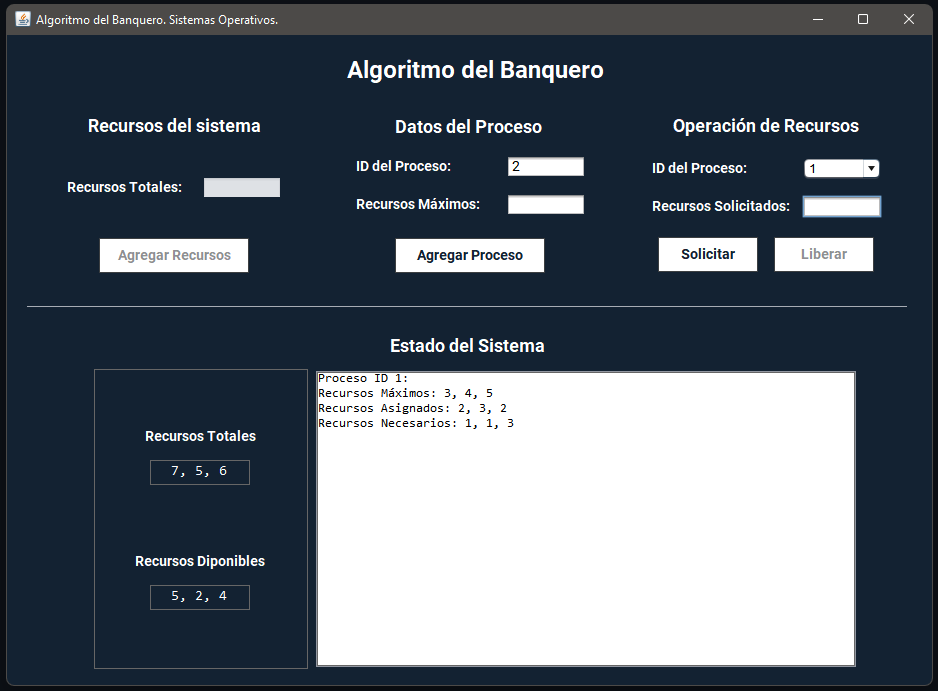 Algoritmo del Banquero. Sistemas Operativos.
Algoritmo del Banquero
Recursos del sistema
Recursos Totales:
Agregar Recursos
Datos del Proceso
ID del Proceso: 2
Recursos Máximos:
Agregar Proceso
Operación de Recursos
ID del Proceso: 1
Recursos Solicitados:
Solicitar Liberar
Estado del Sistema
Recursos Totales
7, 5, 6
Recursos Diponibles
5, 2, 4
Proceso ID 1:
Recursos Máximos: 3, 4, 5
Recursos Asignados: 2, 3, 2
Recursos Necesarios: 1, 1, 3